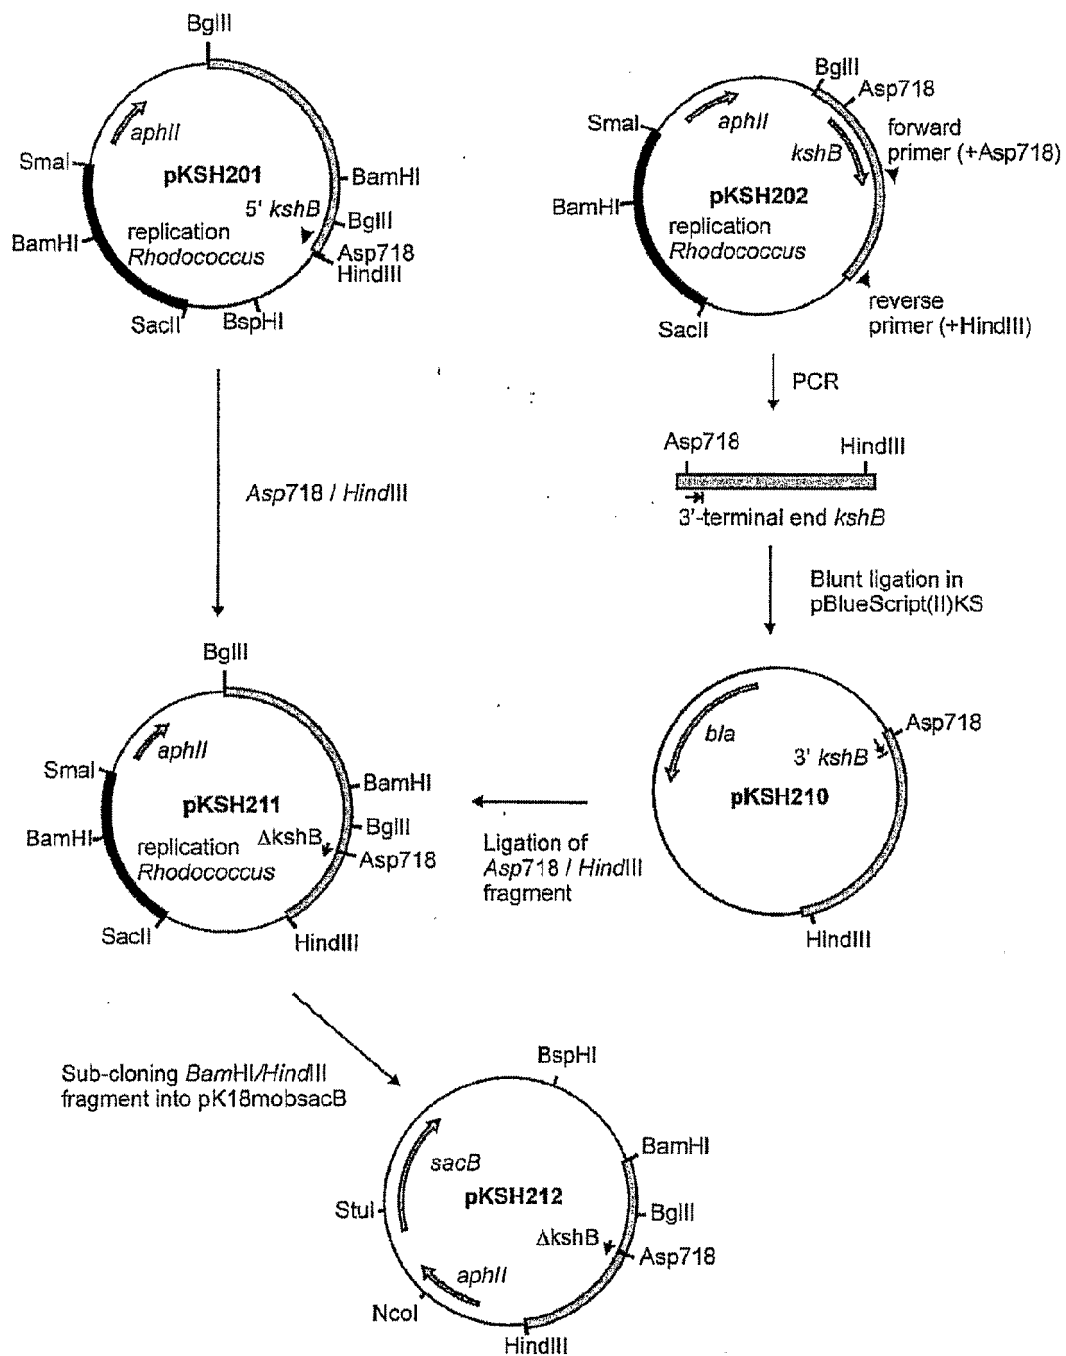 BglII
aphII
SmaI
pKSH201
BamHI
5' kshB
BglII
BamHI
replication
Rhodococcus
Asp718
HindIII
SacII
BspHI
BglII
Asp718
aphII
SmaI
forward
primer (+Asp718)
kshB
pKSH202
BamHI
replication
Rhodococcus
SacII
reverse
primer (+HindIII)
PCR
Asp718
HindIII
3'-terminal end kshB
Asp718 / HindIII
Blunt ligation in
pBlueScript(II)KS
BglII
aphII
SmaI
pKSH211
BamHI
BglII
BamHI
ΔkshB
replication
Rhodococcus
Asp718
SacII
HindIII
Ligation of
Asp718 / HindIII
fragment
bla
Asp718
3' kshB
pKSH210
HindIII
Sub-cloning BamHI/HindIII
fragment into pK18mobsacB
BspHI
BamHI
sacB
pKSH212
StuI
BglII
ΔkshB
Asp718
aphII
NcoI
HindIII